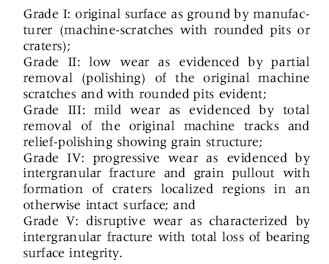 Grade I: original surface as ground by manufac-
turer (machine-scratches with rounded pits or
craters);
Grade II: low wear as evidenced by partial
removal (polishing) of the original machine
scratches and with rounded pits evident;
Grade III: mild wear as evidenced by total
removal of the original machine tracks and
relief-polishing showing grain structure;
Grade IV: progressive wear as evidenced by
intergranular fracture and grain pullout with
formation of craters localized regions in an
otherwise intact surface; and
Grade V: disruptive wear as characterized by
intergranular fracture with total loss of bearing
surface integrity.